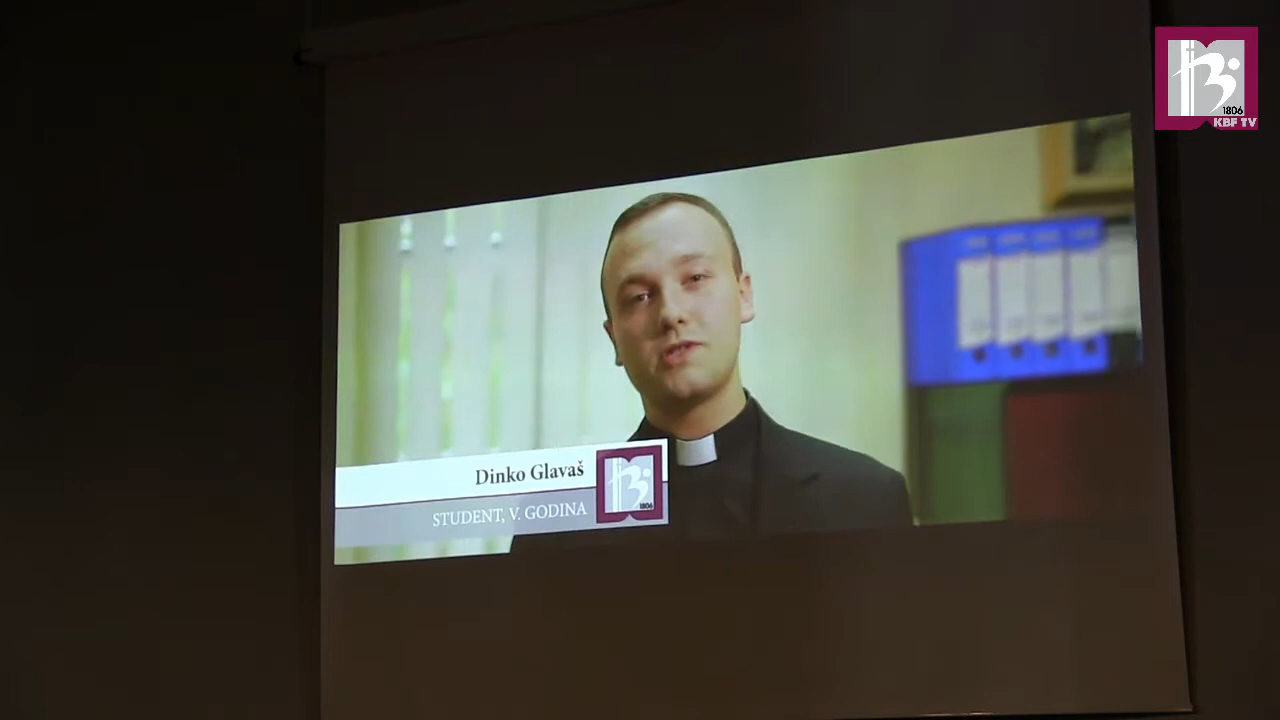 1806
KBF TV
Dinko Glavaš
STUDENT, V. GODINA
1806